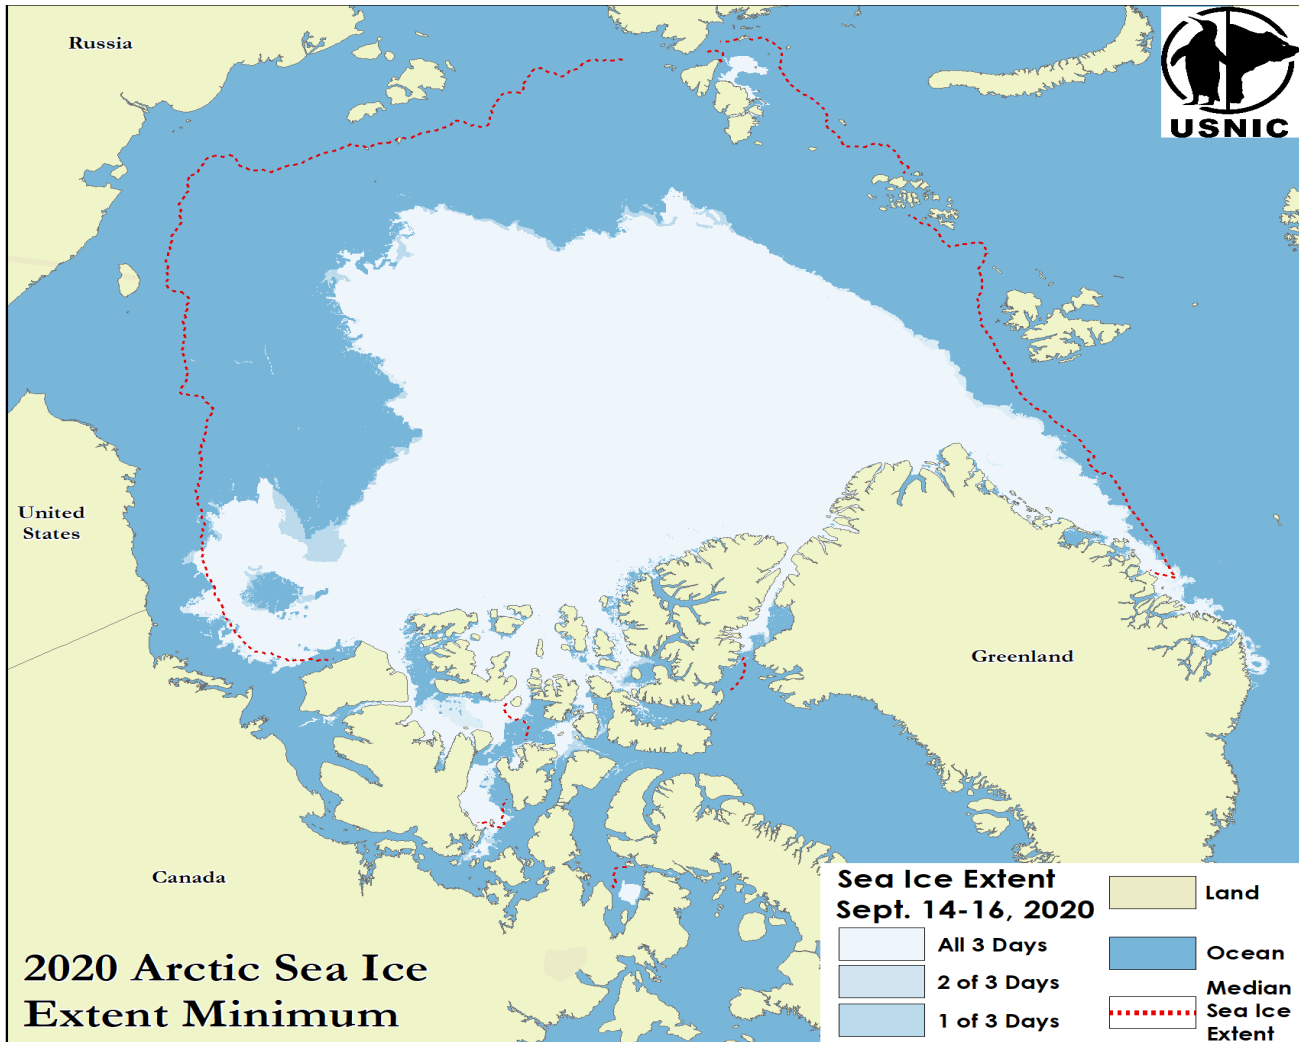 Russia
USNIC
United
States
Greenland
Canada
2020 Arctic Sea Ice
Extent Minimum
Sea Ice Extent
Sept. 14-16, 2020
All 3 Days
2 of 3 Days
1 of 3 Days
Land
Ocean
Median
Sea Ice
Extent